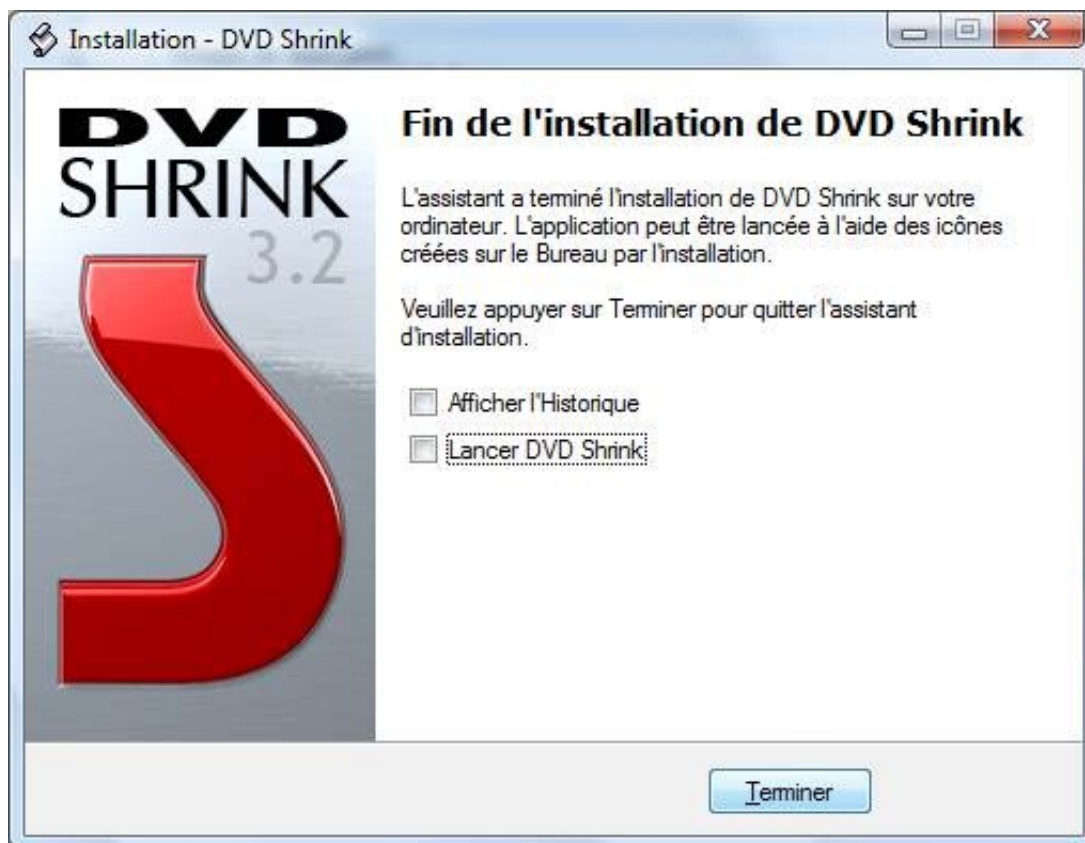 Installation - DVD Shrink
DVD
SHRINK
3.2
Fin de l'installation de DVD Shrink
L'assistant a terminé l'installation de DVD Shrink sur votre
ordinateur. L'application peut être lancée à l'aide des icônes
créées sur le Bureau par l'installation.
Veuillez appuyer sur Terminer pour quitter l'assistant
d'installation.
Afficher l'Historique
Lancer DVD Shrink
Terminer